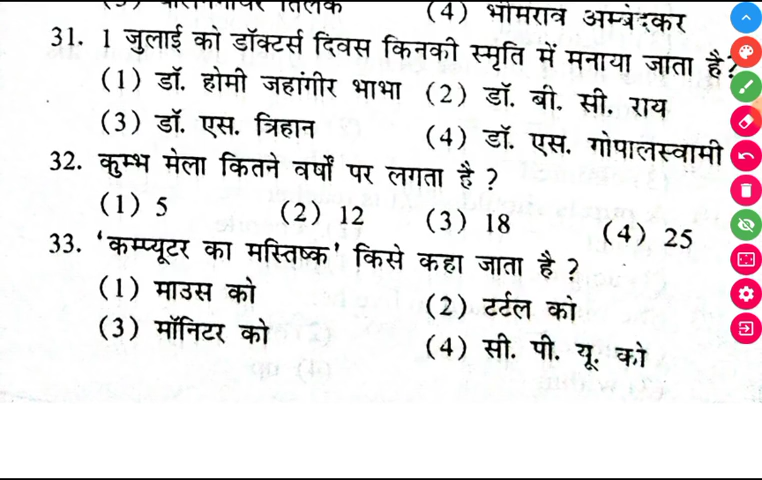 (4) भीमराव अम्बेदकर
31. 1 जुलाई को डॉक्टर्स दिवस किनकी स्मृति में मनाया जाता है?
(1) डॉ. होमी जहांगीर भाभा (2) डॉ. बी. सी. राय
(3) डॉ. एस. त्रिहान (4) डॉ. एस. गोपालस्वामी
32. कुम्भ मेला कितने वर्षों पर लगता है ?
(1) 5 (2) 12 (3) 18 (4) 25
33. ‘कम्प्यूटर का मस्तिष्क’ किसे कहा जाता है ?
(1) माउस को (2) टर्टल को
(3) मॉनिटर को (4) सी. पी. यू. को